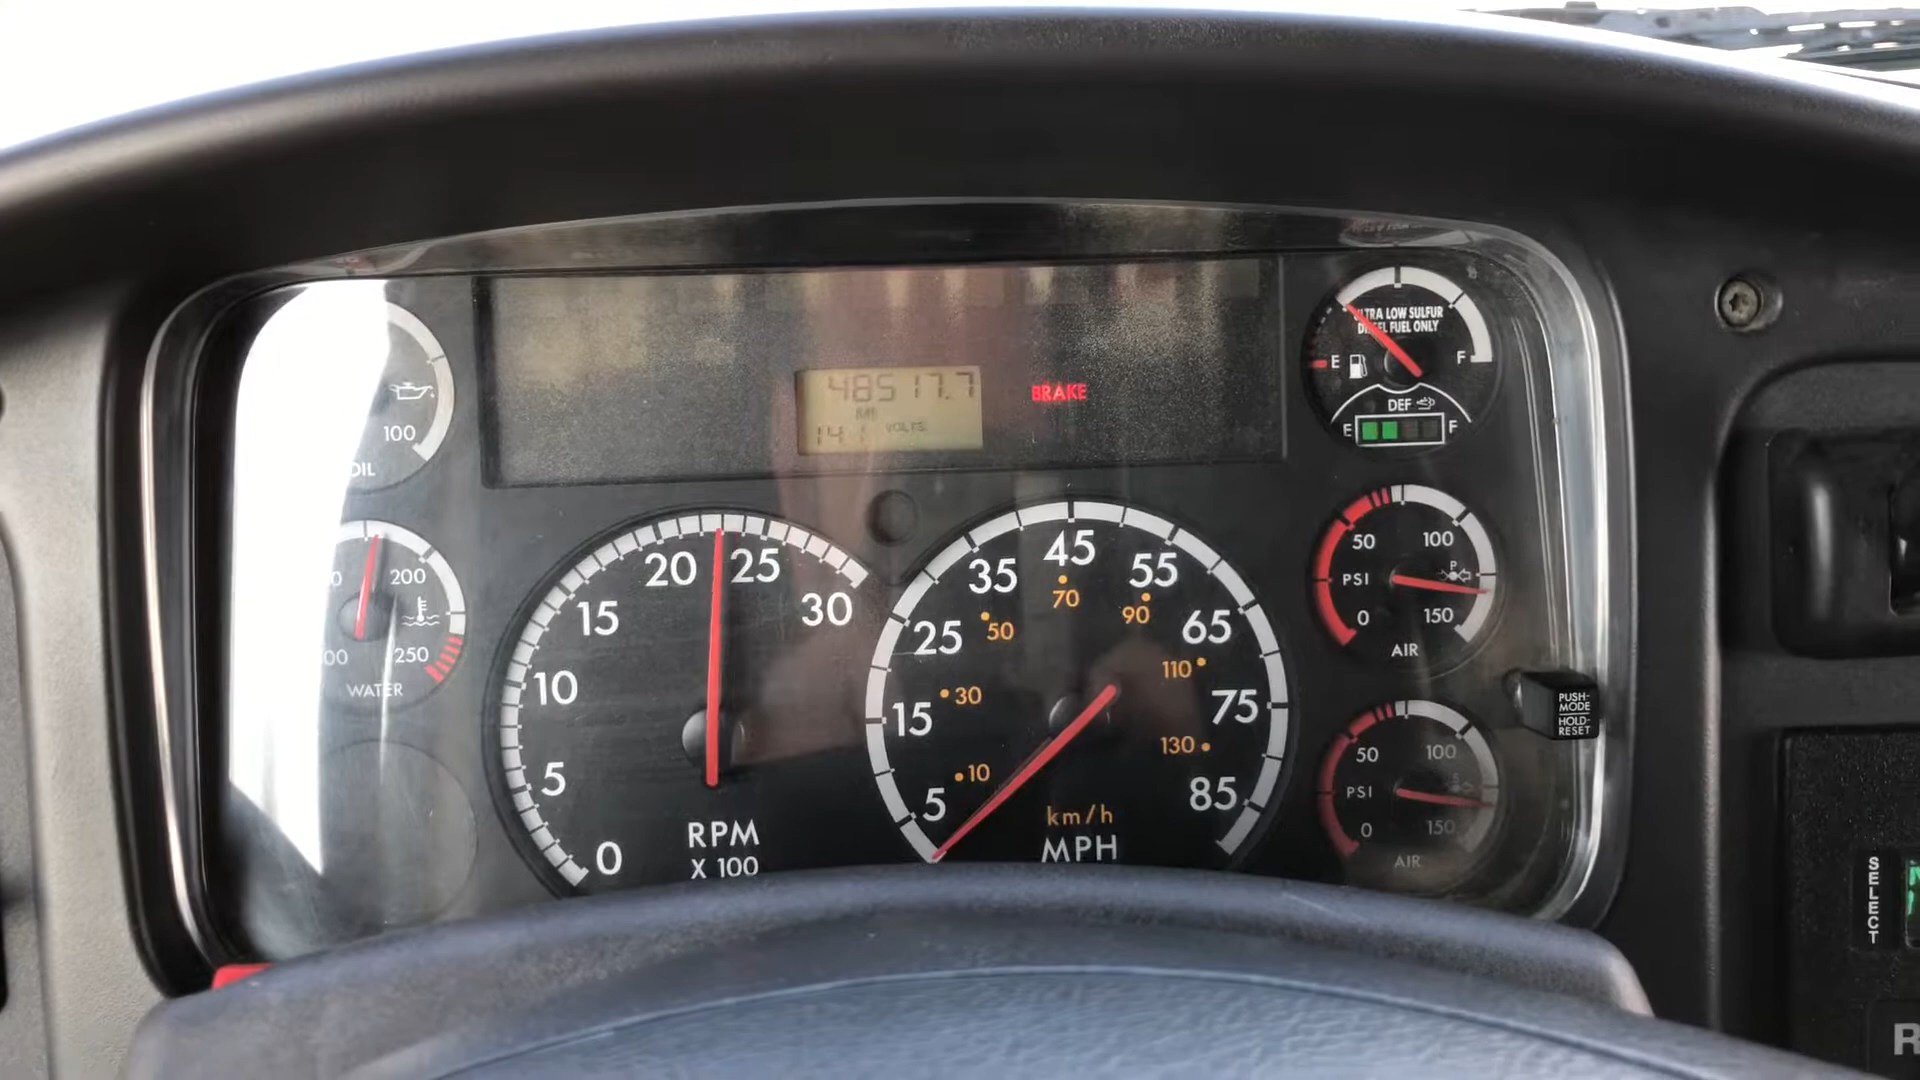 100
OIL
200
250
WATER
48517.7
MI
14.1 VOLTS
BRAKE
ULTRA LOW SULFUR
DIESEL FUEL ONLY
E F
DEF
E F
0
5
10
15
20
25
30
RPM
X 100
5
15
25
35
45
55
65
75
85
10
30
50
70
90
110
130
km/h
MPH
50 100
PSI P
0 150
AIR
50 100
PSI
0 150
AIR
PUSH-
MODE
HOLD-
RESET
SELECT
R